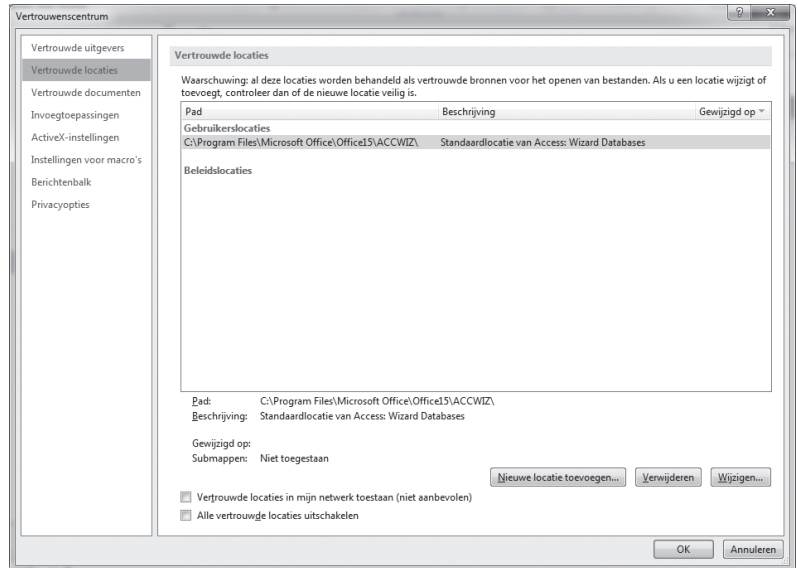 Vertrouwenscentrum
Vertrouwde uitgevers
Vertrouwde locaties
Vertrouwde documenten
Invoegtoepassingen
ActiveX-instellingen
Instellingen voor macro's
Berichtenbalk
Privacyopties
Vertrouwde locaties
Waarschuwing: al deze locaties worden behandeld als vertrouwde bronnen voor het openen van bestanden. Als u een locatie wijzigt of
toevoegt, controleer dan of de nieuwe locatie veilig is.
Pad Beschrijving Gewijzigd op
Gebruikerslocaties
C:\Program Files\Microsoft Office\Office15\ACCWIZ\ Standaardlocatie van Access: Wizard Databases
Beleidslocaties
Pad: C:\Program Files\Microsoft Office\Office15\ACCWIZ\
Beschrijving: Standaardlocatie van Access: Wizard Databases
Gewijzigd op:
Submappen: Niet toegestaan
Nieuwe locatie toevoegen... Verwijderen Wijzigen...
Vertrouwde locaties in mijn netwerk toestaan (niet aanbevolen)
Alle vertrouwde locaties uitschakelen
OK Annuleren